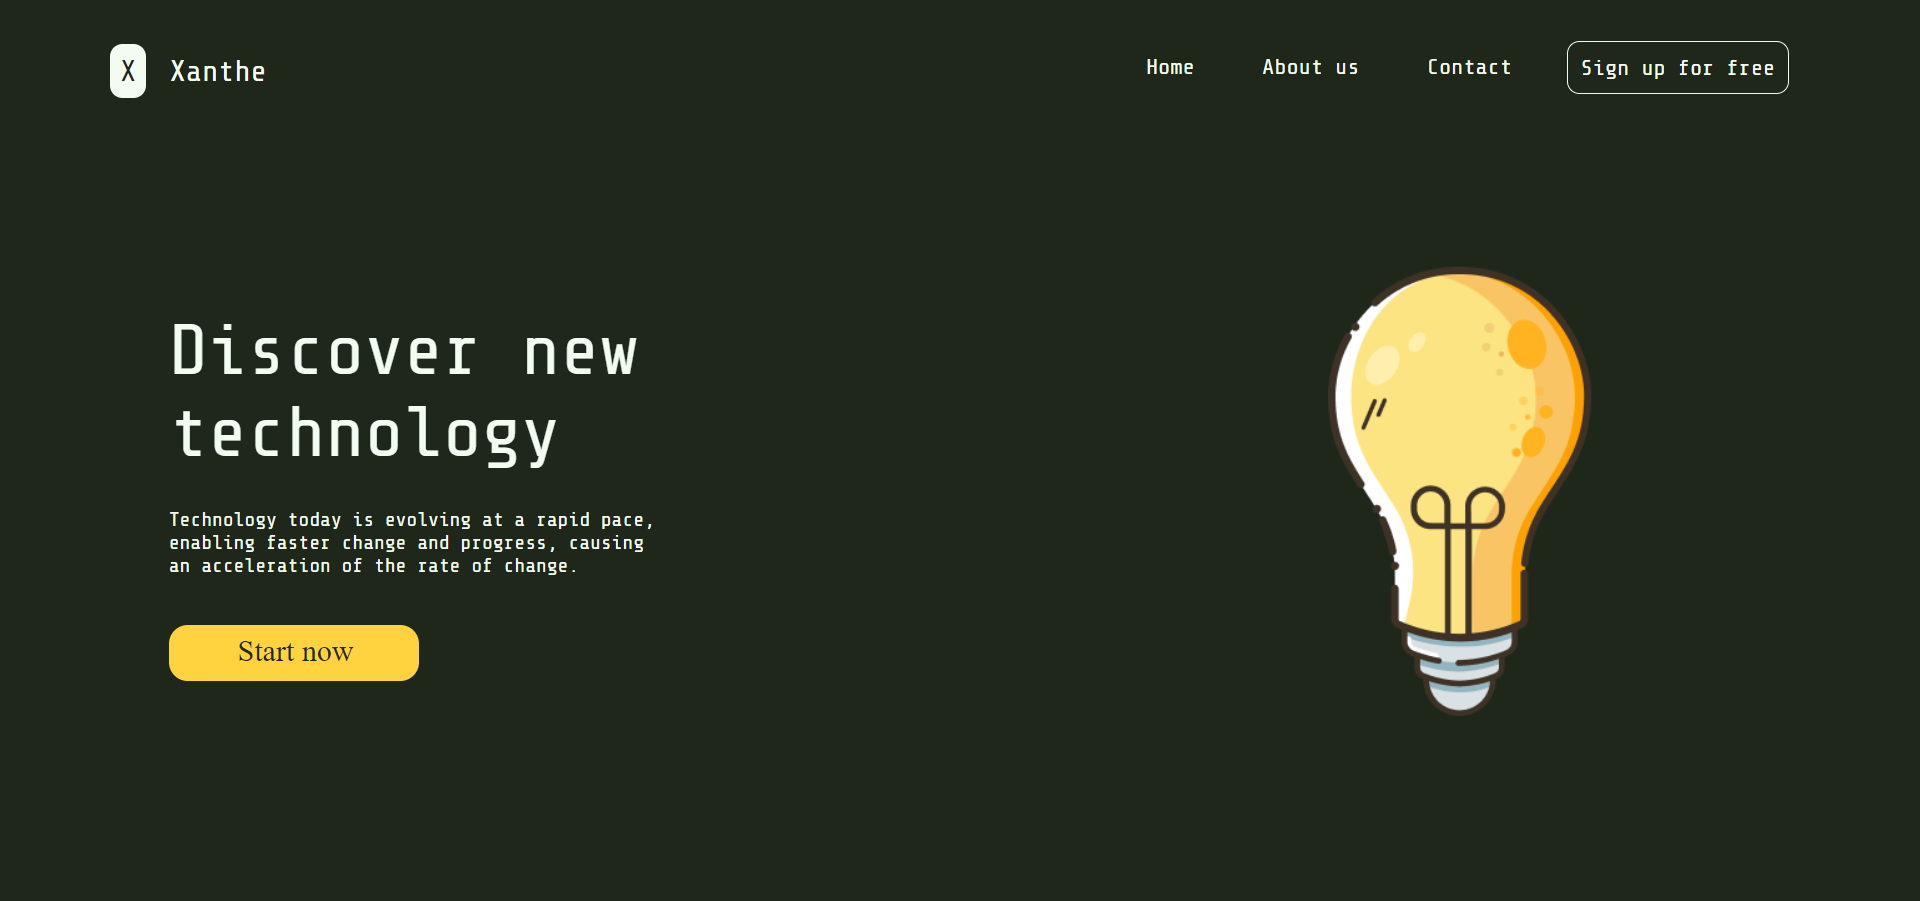 X Xanthe
Home About us Contact Sign up for free
Discover new
technology
Technology today is evolving at a rapid pace,
enabling faster change and progress, causing
an acceleration of the rate of change.
Start now